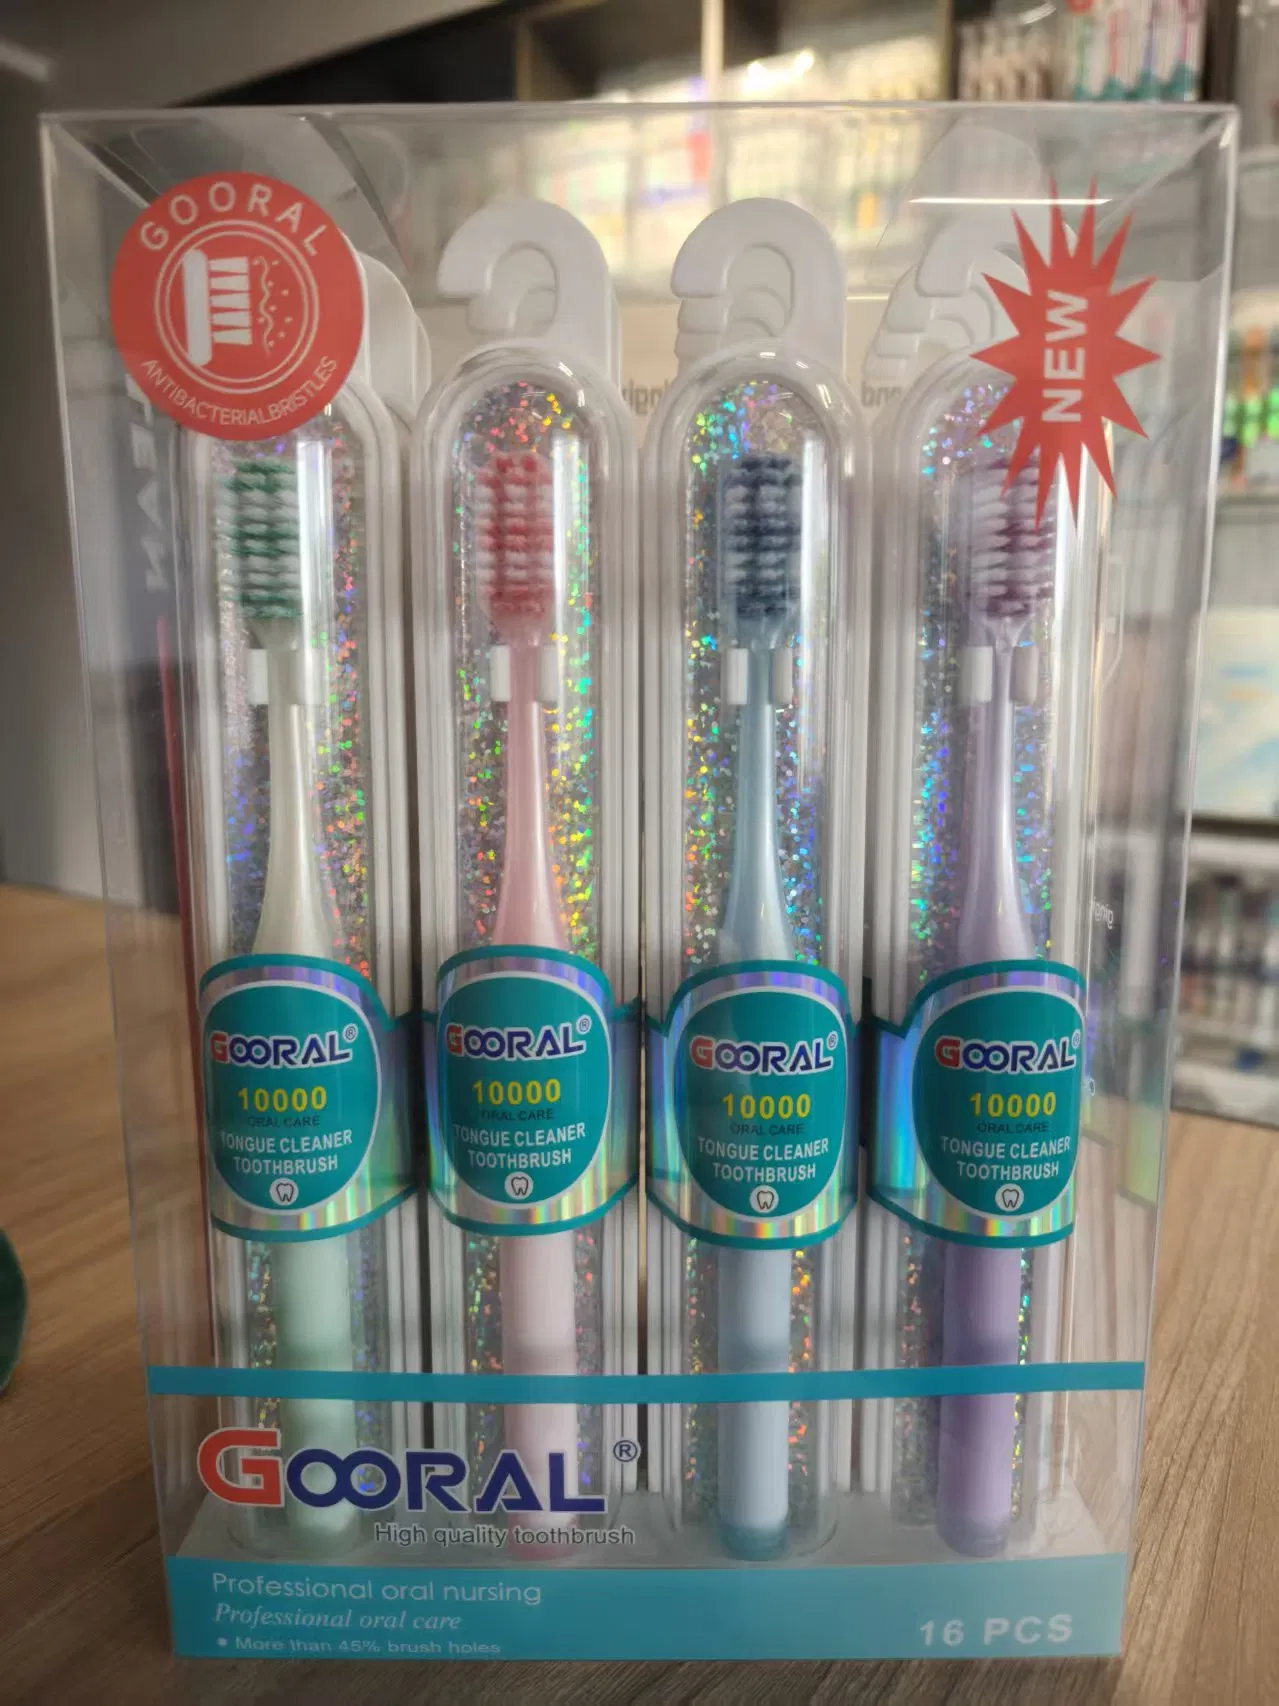 GOORAL
ANTIBACTERIALBRISTLES
NEW
GOORAL®
10000
ORAL CARE
TONGUE CLEANER
TOOTHBRUSH
GOORAL®
10000
ORAL CARE
TONGUE CLEANER
TOOTHBRUSH
GOORAL®
10000
ORAL CARE
TONGUE CLEANER
TOOTHBRUSH
GOORAL®
10000
ORAL CARE
TONGUE CLEANER
TOOTHBRUSH
GOORAL®
High quality toothbrush
Professional oral nursing
Professional oral care
• More than 45% brush holes
16 PCS